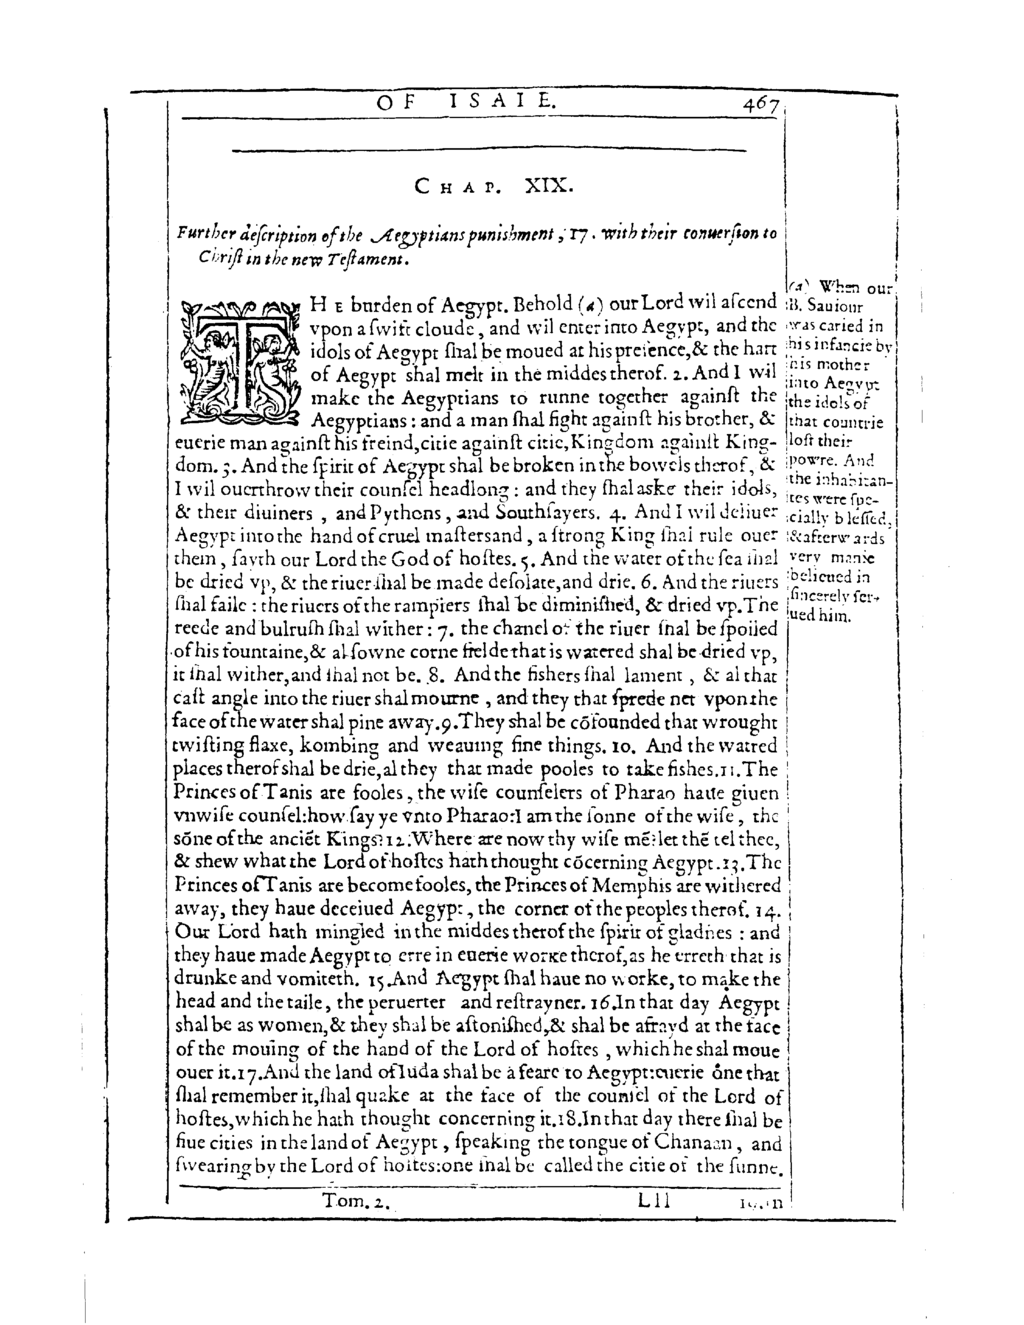 OF ISAIE. 467
CHAP. XIX.
Further deſcription of the Aegyptians punishment, 17. with their conuerſion to
Chriſt in the new Teſtament.
THE burden of Aegypt. Behold (a) our Lord wil aſcend
vpon a ſwift cloude, and wil enter into Aegypt, and the
idols of Aegypt ſhal be moued at his preſence, & the hart
of Aegypt shal melt in the middes therof. 2. And I wil
make the Aegyptians to runne together againſt the
Aegyptians: and a man ſhal fight againſt his brother, &
euerie man againſt his freind, citie againſt citie, Kingdom againſt King-
dom. 3. And the ſpirit of Aegypt shal be broken in the bowels therof, &
I wil ouerthrow their counſel headlong: and they ſhal aske their idols,
& their diuiners, and Pythons, and Southſayers. 4. And I wil deliuer
Aegypt into the hand of cruel maſters and, a ſtrong King ſhal rule ouer
them, ſayth our Lord the God of hoſtes. 5. And the water of the ſea ſhal
be dried vp, & the riuer ſhal be made deſolate, and drie. 6. And the riuers
ſhal faile: the riuers of the rampiers ſhal be diminiſhed, & dried vp. The
reede and bulruſh ſhal wither: 7. the chanel of the riuer ſhal be ſpoiled
of his fountaine, & al ſowne corne fielde that is watered shal be dried vp,
it ſhal wither, and ſhal not be. 8. And the fishers ſhal lament, & al that
caſt angle into the riuer shal mourne, and they that ſprede net vpon the
face of the water shal pine away. 9. They shal be cōfounded that wrought
twiſting flaxe, kombing and weauing fine things. 10. And the watred
places therof shal be drie, al they that made pooles to take fishes. 11. The
Princes of Tanis are fooles, the wiſe counſelers of Pharao haue giuen
vnwiſe counſel: how ſay ye vnto Pharao: I am the ſonne of the wiſe, the
sōne of the anciēt Kings? 12. Where are now thy wiſe mē? let thē tel thee,
& shew what the Lord of hoſtes hath thought cōcerning Aegypt. 13. The
Princes of Tanis are become fooles, the Princes of Memphis are withered
away, they haue deceiued Aegypt, the corner of the peoples therof. 14.
Our Lord hath mingled in the middes therof the ſpirit of gladnes: and
they haue made Aegypt to erre in euerie worke therof, as he erreth that is
drunke and vomiteth. 15. And Aegypt ſhal haue no worke, to make the
head and the taile, the peruerter and reſtrayner. 16. In that day Aegypt
shal be as women, & they shal be aſtoniſhed, & shal be afrayd at the face
of the mouing of the hand of the Lord of hoſtes, which he shal moue
ouer it. 17. And the land of Iuda shal be a feare to Aegypt: euerie one that
ſhal remember it, ſhal quake at the face of the counſel of the Lord of
hoſtes, which he hath thought concerning it. 18. In that day there ſhal be
fiue cities in the land of Aegypt, ſpeaking the tongue of Chanaan, and
ſwearing by the Lord of hoſtes: one ſhal be called the citie of the ſunne.
(a) When our
B. Sauiour
was caried in
his infancie by
his mother
into Aegypt
the idols of
that countrie
loſt their
powre. And
the inhabitan-
tes were ſpe-
cially bleſſed,
& afterwards
very manie
belieued in
ſincerely ſer-
ued him.
Tom. 2. Lll 19. In